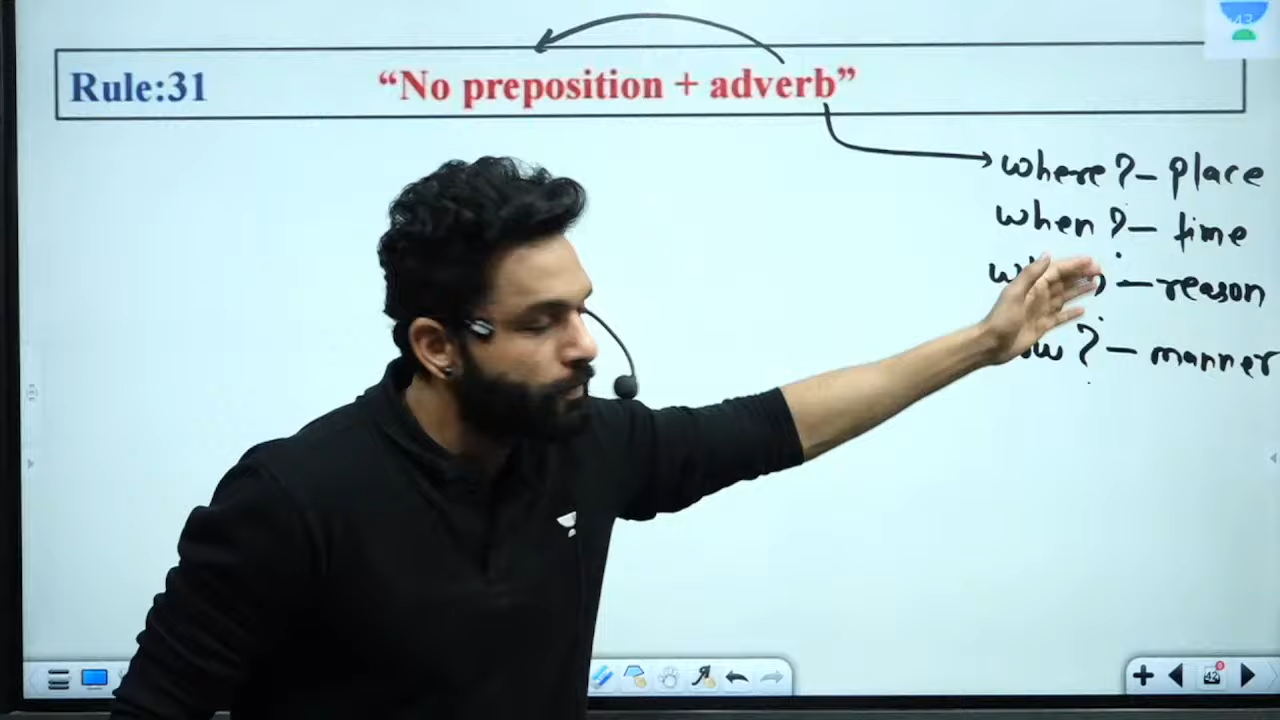 Rule:31 “No preposition + adverb”
where ? – place
when ? – time
? – reason
? – manner